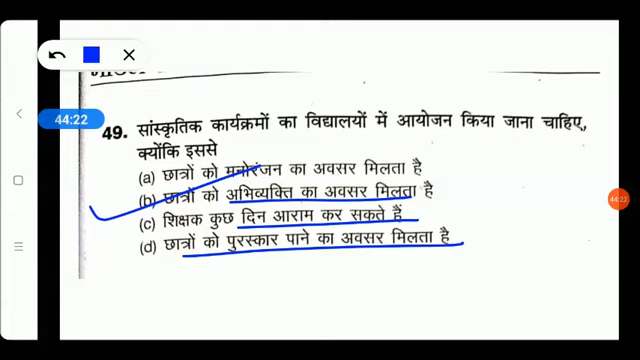 44:22
49. सांस्कृतिक कार्यक्रमों का विद्यालयों में आयोजन किया जाना चाहिए,
क्योंकि इससे
(a) छात्रों को मनोरंजन का अवसर मिलता है
(b) छात्रों को अभिव्यक्ति का अवसर मिलता है
(c) शिक्षक कुछ दिन आराम कर सकते हैं
(d) छात्रों को पुरस्कार पाने का अवसर मिलता है
44:22